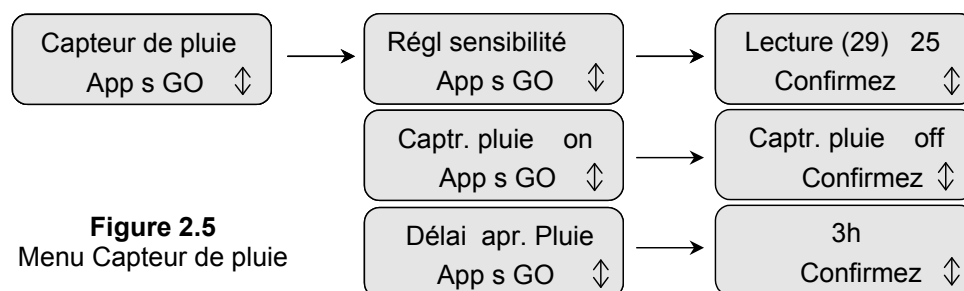 Capteur de pluie
App s GO
Régl sensibilité
App s GO
Lecture (29) 25
Confirmez
Captr. pluie on
App s GO
Captr. pluie off
Confirmez
Délai apr. Pluie
App s GO
3h
Confirmez
Figure 2.5
Menu Capteur de pluie